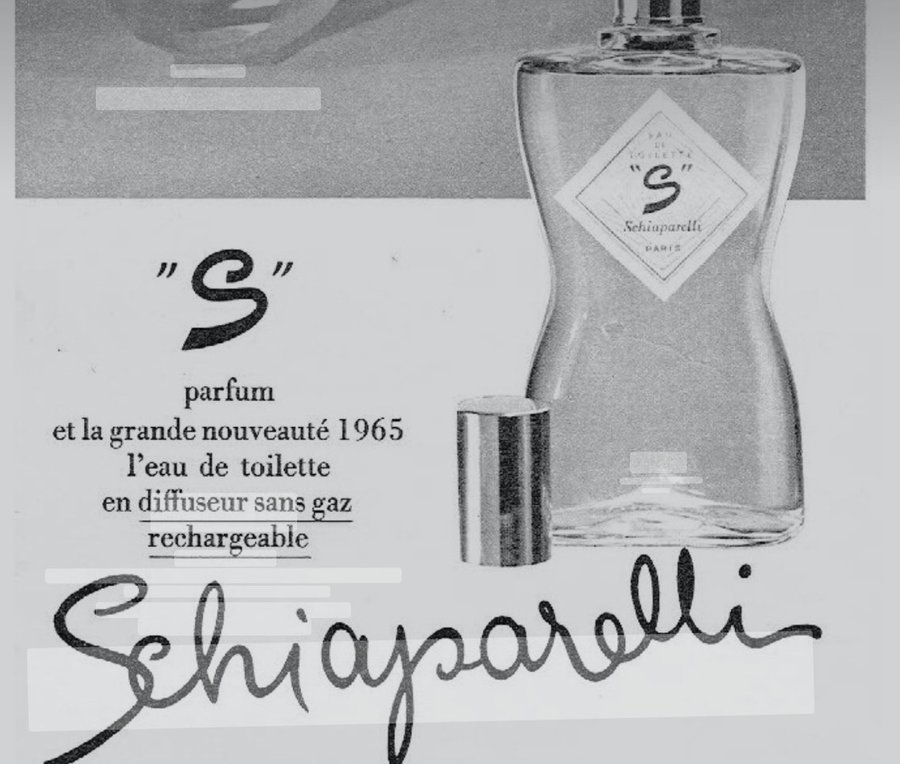 EAU
DE
TOILETTE
"S"
Schiaparelli
PARIS
"S"
parfum
et la grande nouveauté 1965
l'eau de toilette
en diffuseur sans gaz
rechargeable
Schiaparelli